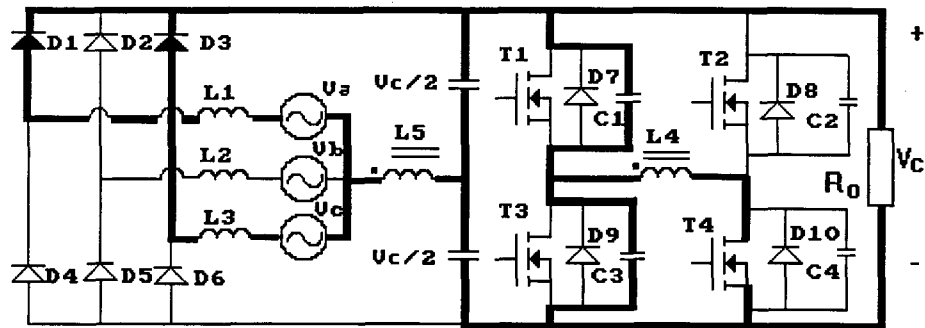 D1 D2 D3 T1 T2 +
Va Vc/2 D7 D8
L1 C1 C2
Vb L5 L4
L2 R0 VC
Vc T3 T4
L3 D9 D10
D4 D5 D6 Vc/2 C3 C4 -